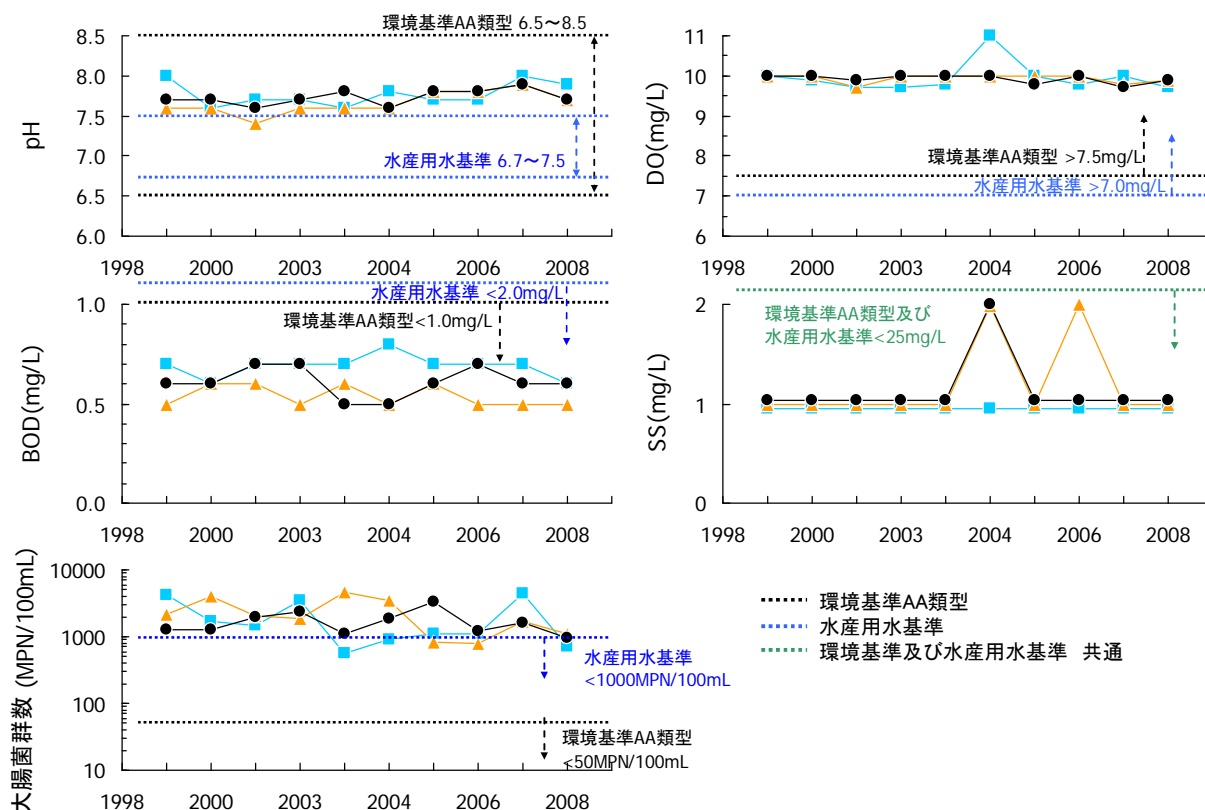 環境基準AA類型 6.5～8.5
pH
8.5
8.0
7.5
7.0
6.5
6.0
水産用水基準 6.7～7.5
1998 2000 2003 2004 2006 2008
DO(mg/L)
11
10
9
8
7
6
環境基準AA類型 >7.5mg/L
水産用水基準 >7.0mg/L
1998 2000 2003 2004 2006 2008
BOD(mg/L)
1.0
0.5
0.0
水産用水基準 <2.0mg/L
環境基準AA類型<1.0mg/L
1998 2000 2003 2004 2006 2008
SS(mg/L)
2
1
0
環境基準AA類型及び
水産用水基準<25mg/L
1998 2000 2003 2004 2006 2008
大腸菌群数 (MPN/100mL)
10000
1000
100
10
水産用水基準
<1000MPN/100mL
環境基準AA類型
<50MPN/100mL
1998 2000 2003 2004 2006 2008
環境基準AA類型
水産用水基準
環境基準及び水産用水基準 共通